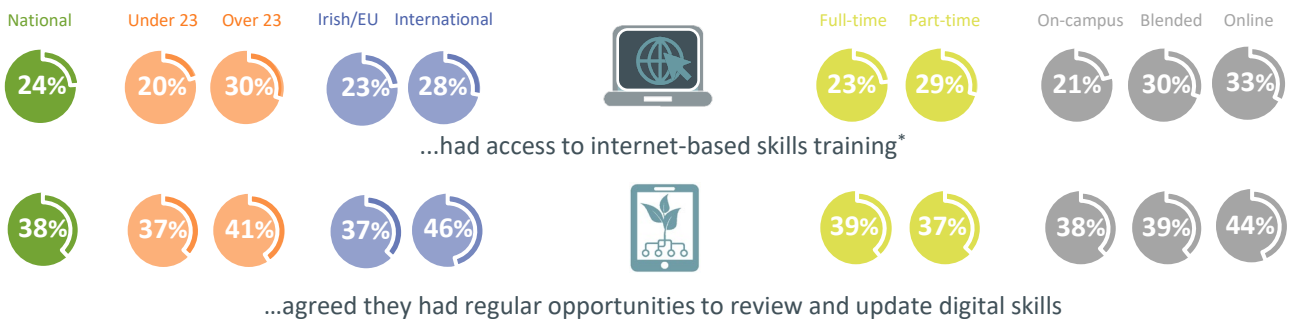 National Under 23 Over 23 Irish/EU International Full-time Part-time On-campus Blended Online
24% 20% 30% 23% 28% 23% 29% 21% 30% 33%
...had access to internet-based skills training*
38% 37% 41% 37% 46% 39% 37% 38% 39% 44%
...agreed they had regular opportunities to review and update digital skills